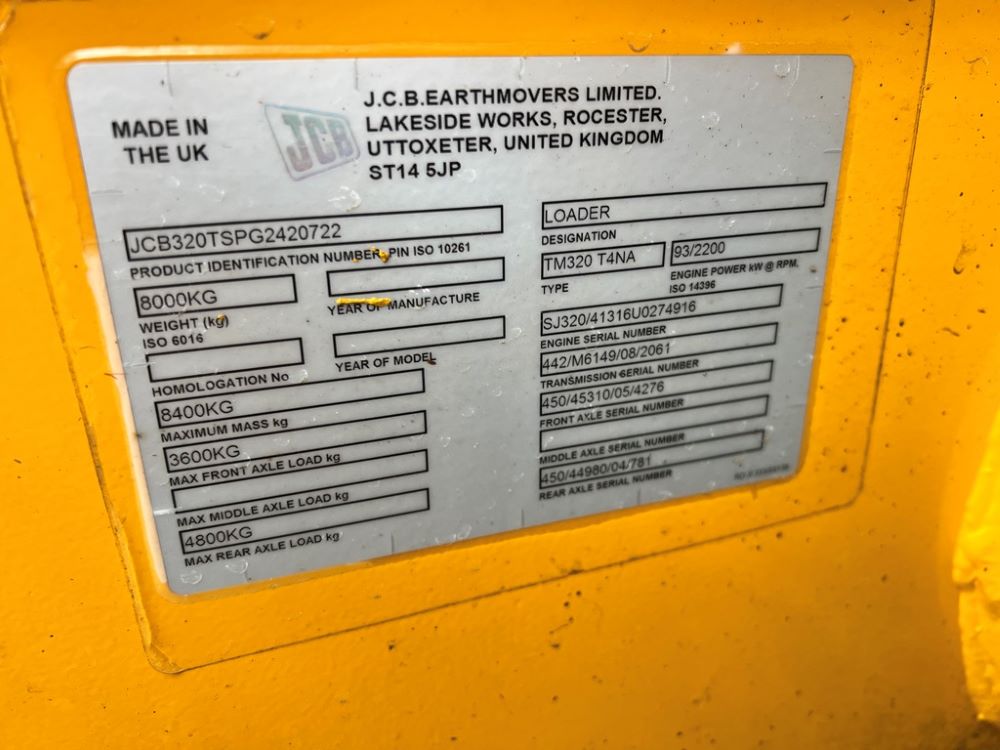 MADE IN
THE UK
JCB
J.C.B.EARTHMOVERS LIMITED.
LAKESIDE WORKS, ROCESTER,
UTTOXETER, UNITED KINGDOM
ST14 5JP
JCB320TSPG2420722
PRODUCT IDENTIFICATION NUMBER, PIN ISO 10261
8000KG
WEIGHT (kg)
ISO 6016
YEAR OF MANUFACTURE
HOMOLOGATION No
YEAR OF MODEL
8400KG
MAXIMUM MASS kg
3600KG
MAX FRONT AXLE LOAD kg
MAX MIDDLE AXLE LOAD kg
4800KG
MAX REAR AXLE LOAD kg
LOADER
DESIGNATION
TM320 T4NA
TYPE
93/2200
ENGINE POWER kW @ RPM,
ISO 14396
SJ320/41316U0274916
ENGINE SERIAL NUMBER
442/M6149/08/2061
TRANSMISSION SERIAL NUMBER
450/45310/05/4276
FRONT AXLE SERIAL NUMBER
MIDDLE AXLE SERIAL NUMBER
450/44980/04/781
REAR AXLE SERIAL NUMBER